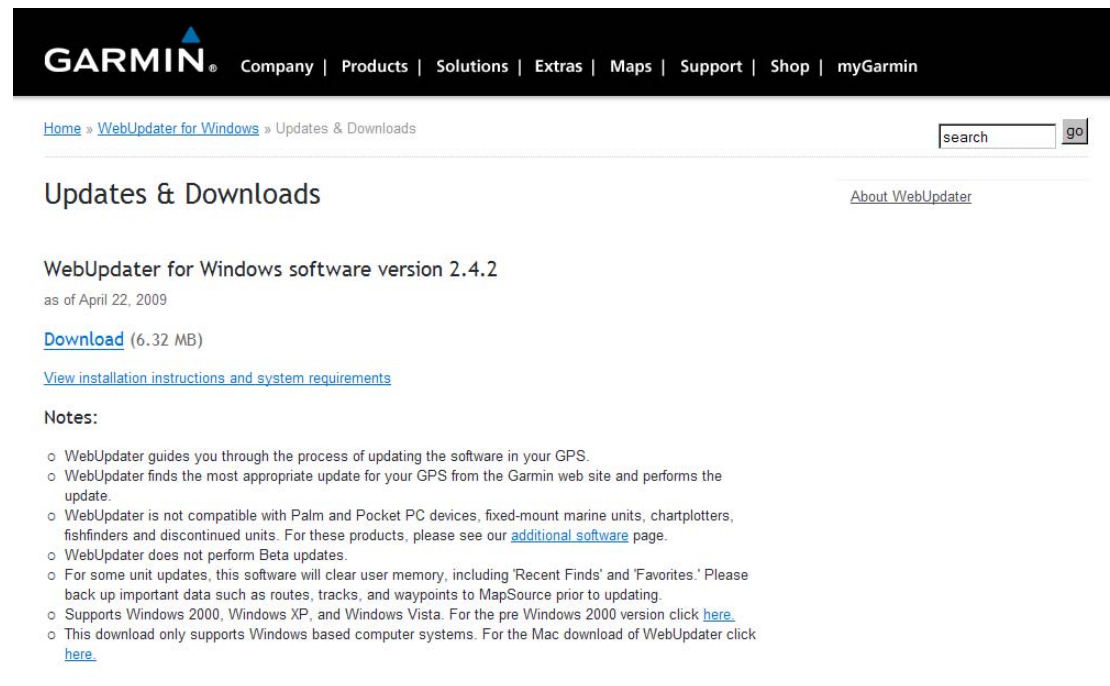 GARMIN® Company | Products | Solutions | Extras | Maps | Support | Shop | myGarmin
Home » WebUpdater for Windows » Updates & Downloads
search go
Updates & Downloads
About WebUpdater
WebUpdater for Windows software version 2.4.2
as of April 22, 2009
Download (6.32 MB)
View installation instructions and system requirements
Notes:
o WebUpdater guides you through the process of updating the software in your GPS.
o WebUpdater finds the most appropriate update for your GPS from the Garmin web site and performs the
update.
o WebUpdater is not compatible with Palm and Pocket PC devices, fixed-mount marine units, chartplotters,
fishfinders and discontinued units. For these products, please see our additional software page.
o WebUpdater does not perform Beta updates.
o For some unit updates, this software will clear user memory, including 'Recent Finds' and 'Favorites.' Please
back up important data such as routes, tracks, and waypoints to MapSource prior to updating.
o Supports Windows 2000, Windows XP, and Windows Vista. For the pre Windows 2000 version click here.
o This download only supports Windows based computer systems. For the Mac download of WebUpdater click
here.